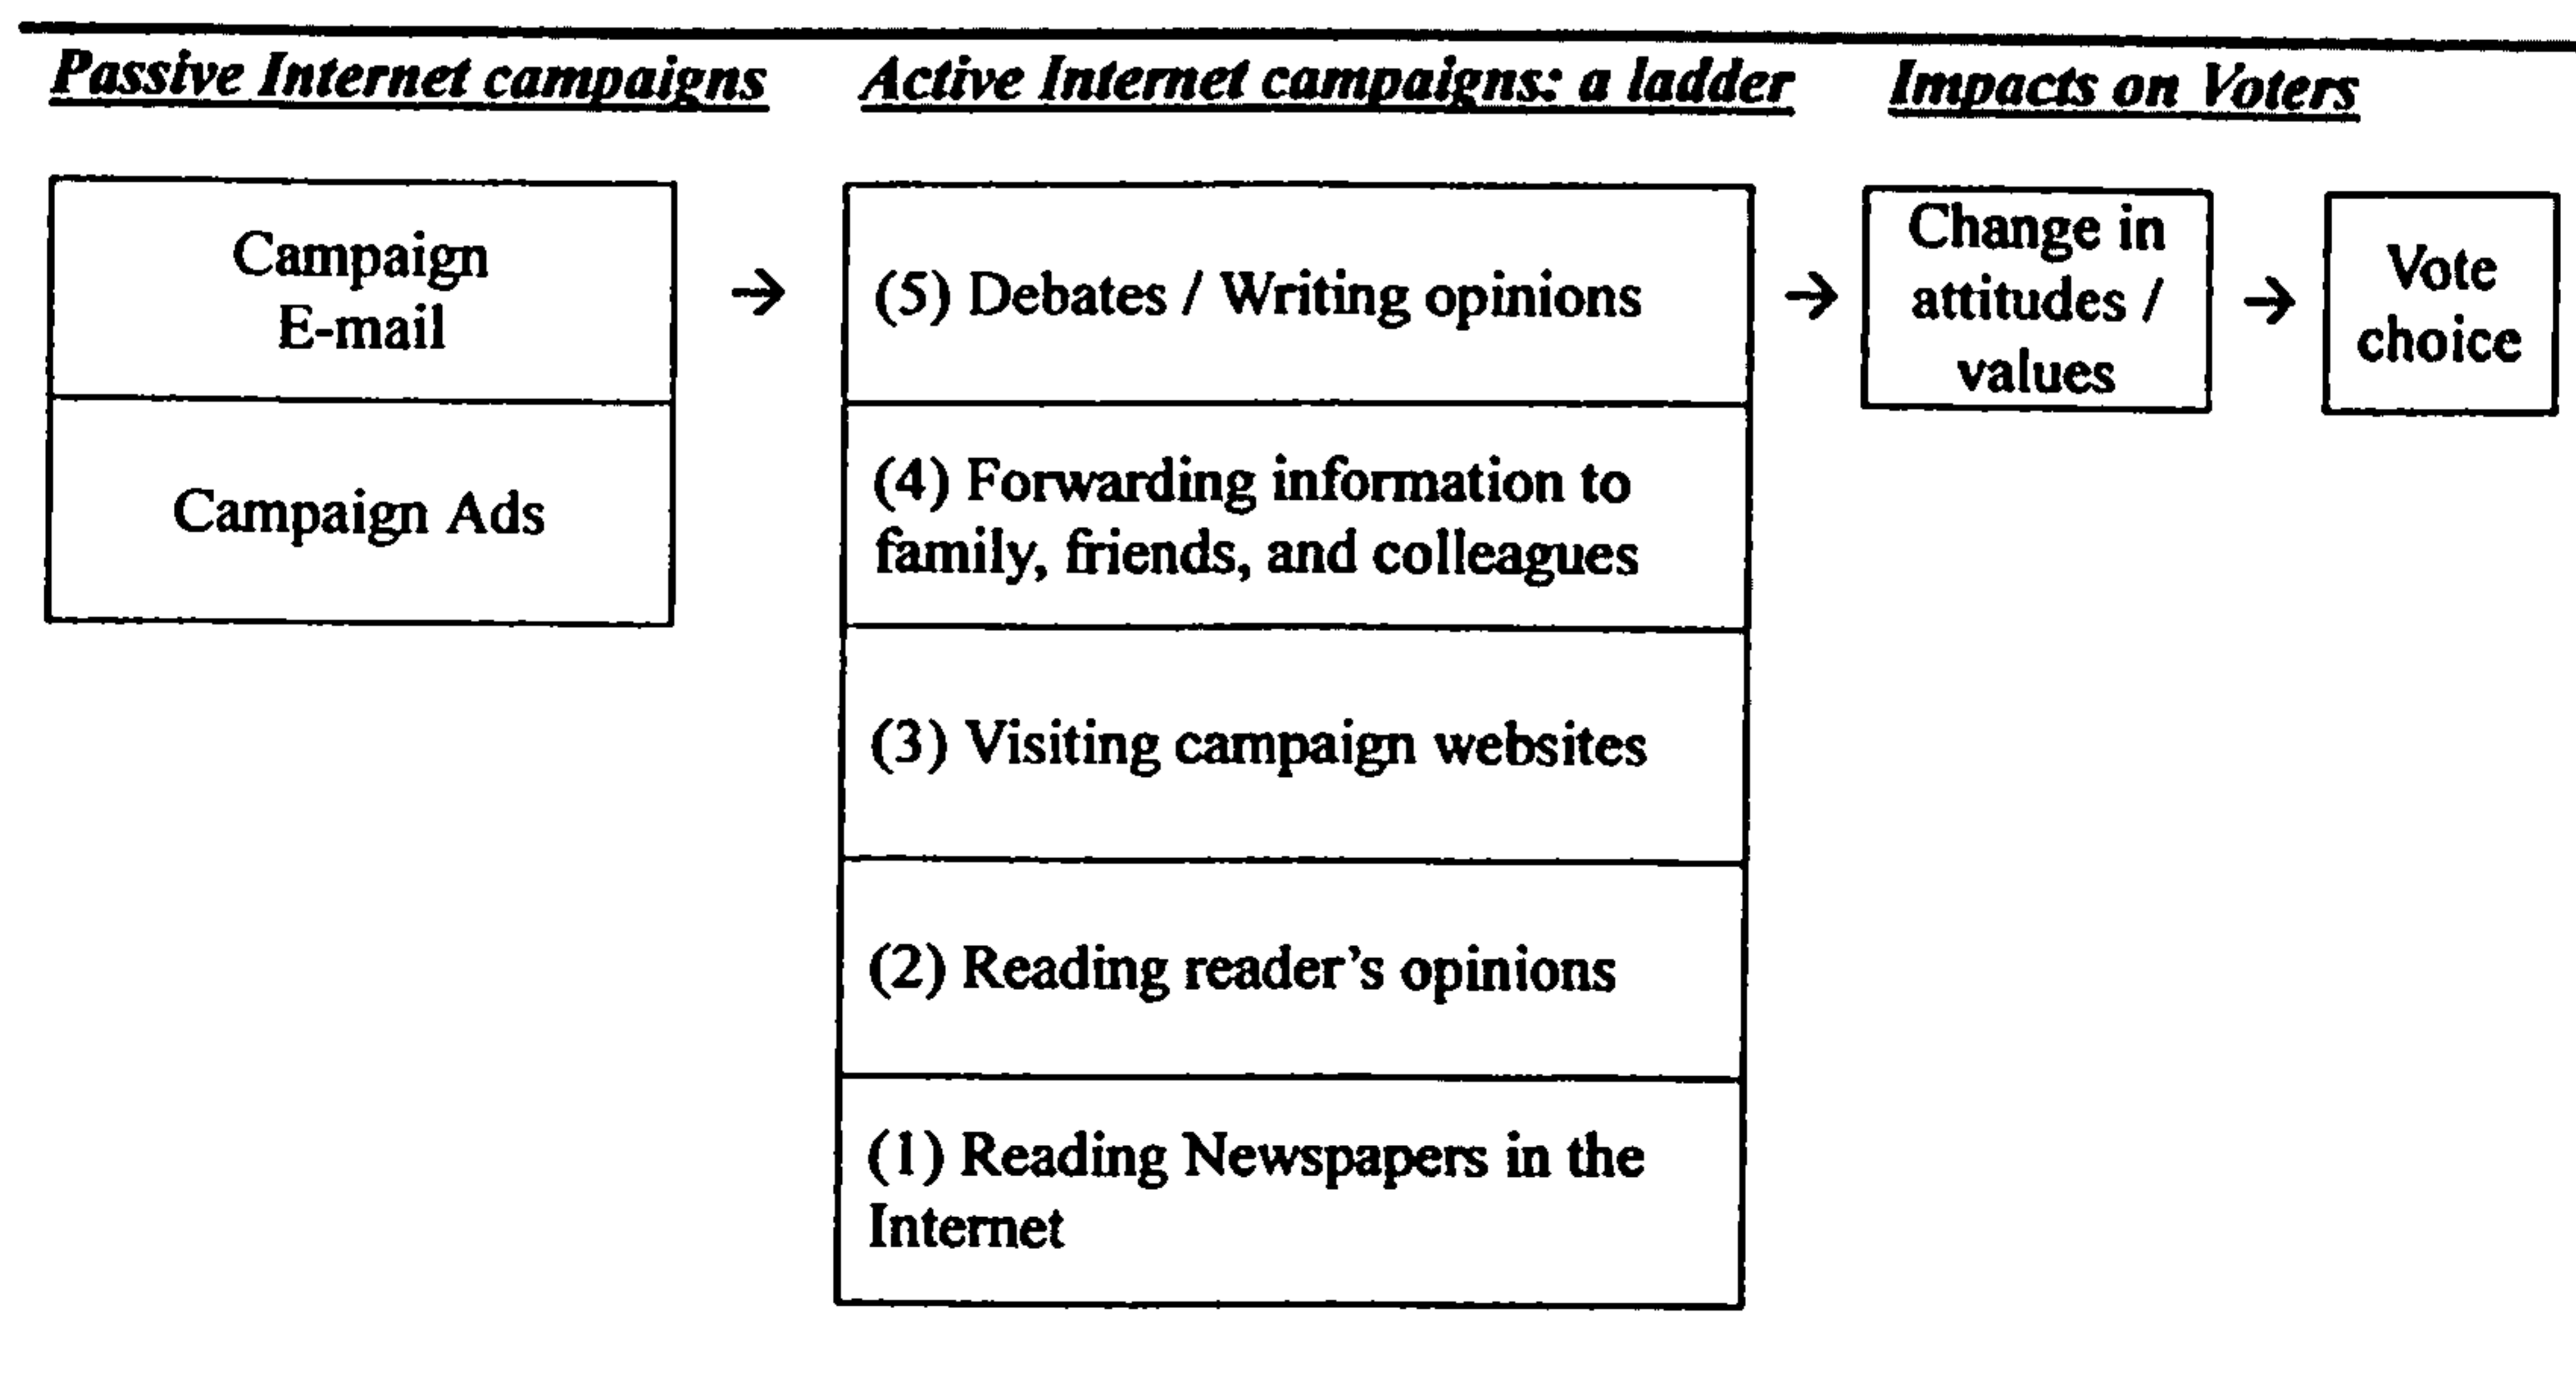 Passive Internet campaigns
Active Internet campaigns: a ladder
Impacts on Voters
Campaign
E-mail
Campaign Ads
→
(5) Debates / Writing opinions
(4) Forwarding information to
family, friends, and colleagues
(3) Visiting campaign websites
(2) Reading reader's opinions
(1) Reading Newspapers in the
Internet
→
Change in
attitudes /
values
→
Vote
choice